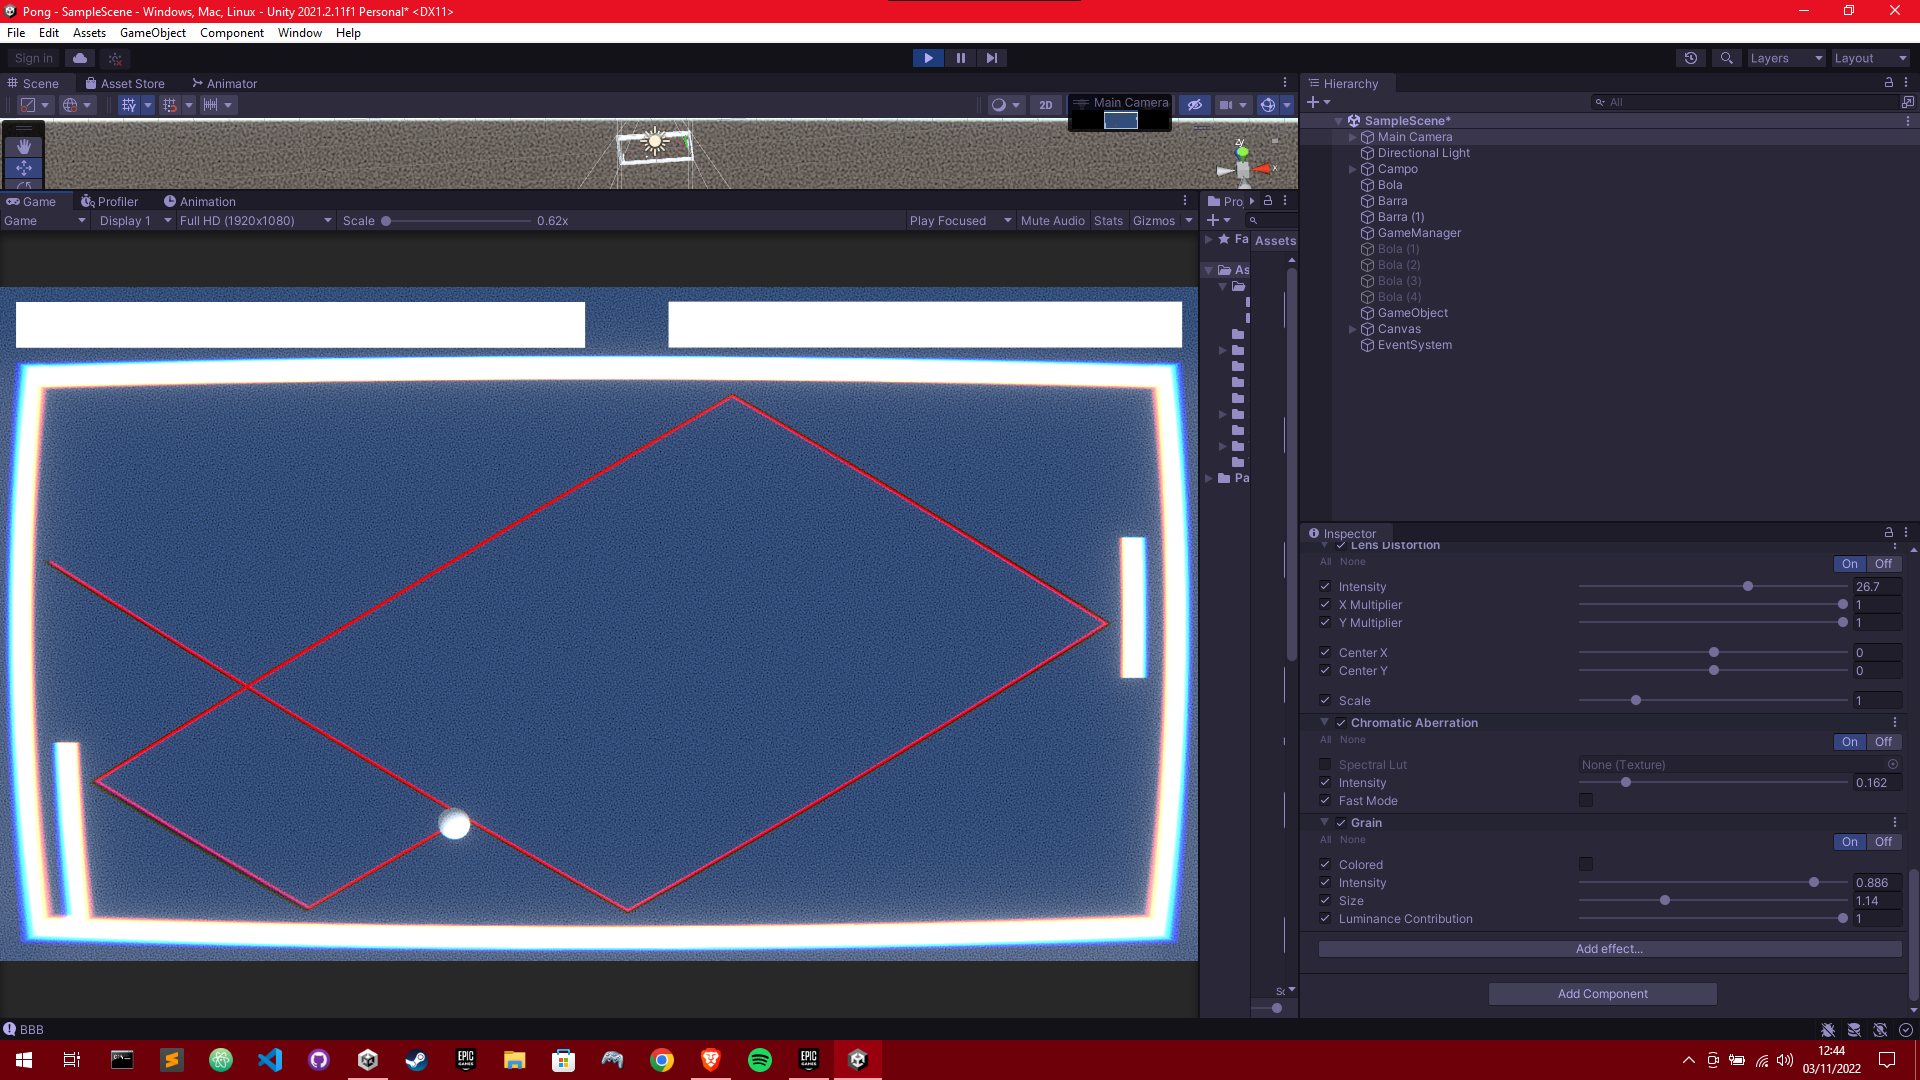 Pong - SampleScene - Windows, Mac, Linux - Unity 2021.2.11f1 Personal* <DX11>
File Edit Assets GameObject Component Window Help
Sign in
Layers Layout
Scene Asset Store Animator
2D
Main Camera
y
x
Game Profiler Animation
Game Display 1 Full HD (1920x1080) Scale 0.62x Play Focused Mute Audio Stats Gizmos
Proj
Fa
Assets
As
Pa
Sc
Hierarchy
All
SampleScene*
Main Camera
Directional Light
Campo
Bola
Barra
Barra (1)
GameManager
Bola (1)
Bola (2)
Bola (3)
Bola (4)
GameObject
Canvas
EventSystem
Inspector
Lens Distortion
All None On Off
Intensity 26.7
X Multiplier 1
Y Multiplier 1
Center X 0
Center Y 0
Scale 1
Chromatic Aberration
All None On Off
Spectral Lut None (Texture)
Intensity 0.162
Fast Mode
Grain
All None On Off
Colored
Intensity 0.886
Size 1.14
Luminance Contribution 1
Add effect...
Add Component
BBB
EPIC GAMES
EPIC GAMES
12:44
03/11/2022